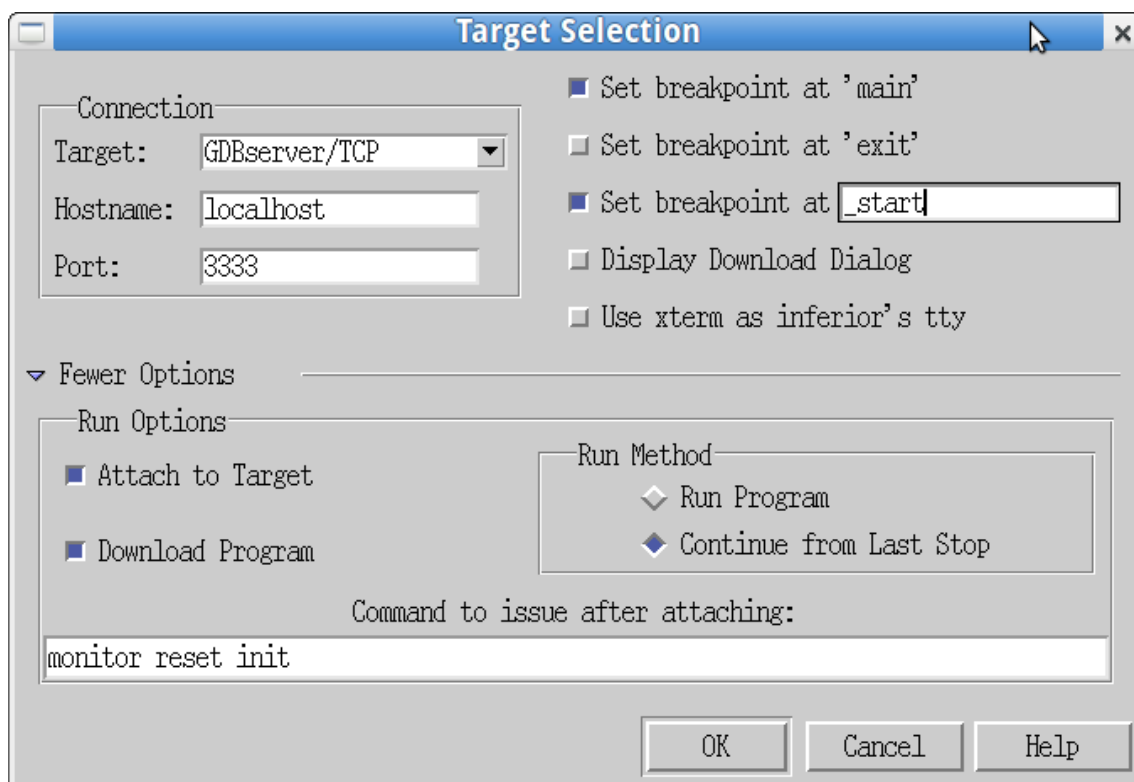 Target Selection
Connection
Target: GDBserver/TCP
Hostname: localhost
Port: 3333
Set breakpoint at 'main'
Set breakpoint at 'exit'
Set breakpoint at _start
Display Download Dialog
Use xterm as inferior's tty
Fewer Options
Run Options
Attach to Target
Download Program
Run Method
Run Program
Continue from Last Stop
Command to issue after attaching:
monitor reset init
OK Cancel Help